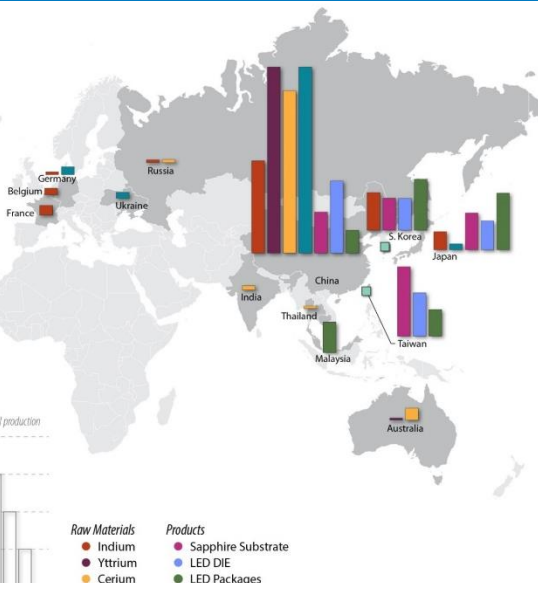 Germany
Russia
Belgium
Ukraine
France
S. Korea
Japan
China
India
Thailand
Taiwan
Malaysia
Australia
production
Raw Materials
Products
Indium
Sapphire Substrate
Yttrium
LED DIE
Cerium
LED Packages